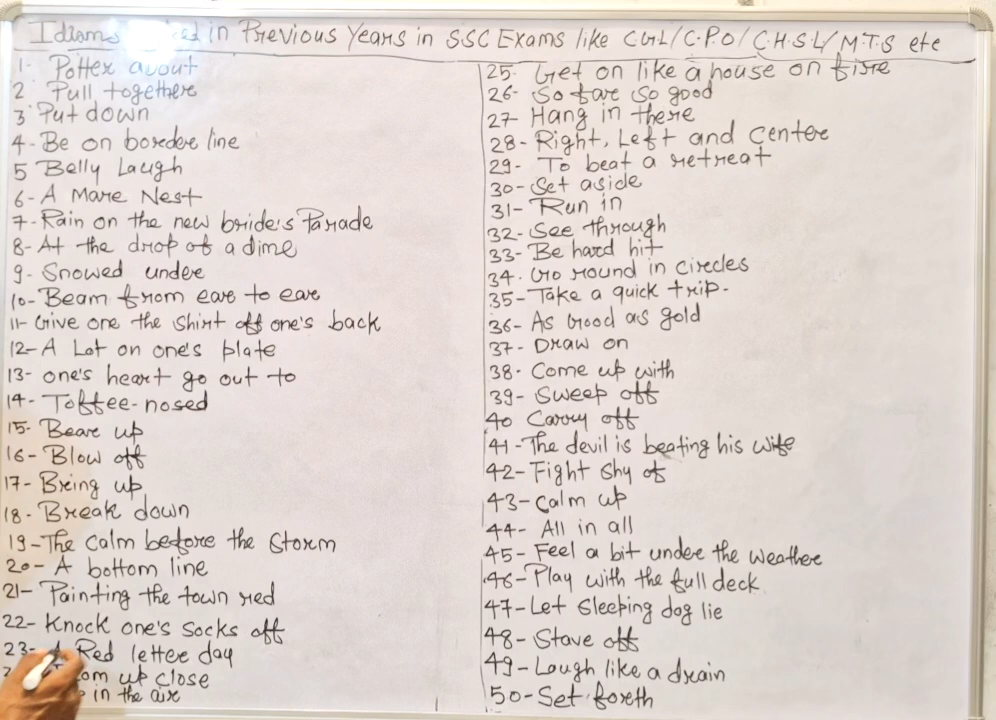 Idioms in Previous Years in SSC Exams like CGL/C.P.O/C.H.S.L/M.T.S etc
1- Potter about
2 Pull together
3- Put down
4- Be on border line
5 Belly Laugh
6- A Mare Nest
7- Rain on the new bride's Parade
8- At the drop of a dime
9- Snowed under
10- Beam from ear to ear
11- Give one the shirt off one's back
12- A Lot on one's plate
13- one's heart go out to
14- Toffee-nosed
15- Bear up
16- Blow off
17- Bring up
18- Break down
19- The calm before the Storm
20- A bottom line
21- Painting the town red
22- Knock one's socks off
23- Red letter day
up close
in the air
25- Get on like a house on fire
26- So far so good
27- Hang in there
28- Right, Left and center
29- To beat a retreat
30- Set aside
31- Run in
32- See through
33- Be hard hit
34. Go round in circles
35- Take a quick trip-
36- As Good as gold
37- Draw on
38- Come up with
39- Sweep off
40 Carry off
41- The devil is beating his wife
42- Fight shy of
43- Calm up
44- All in all
45- Feel a bit under the weather
46- Play with the full deck
47- Let Sleeping dog lie
48- Stave off
49- Laugh like a drain
50- Set forth